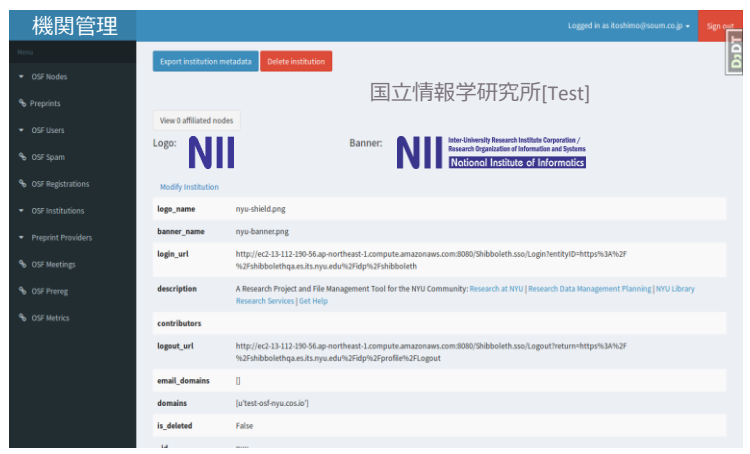 機関管理
Logged in as itoshimo@soum.co.jp
Sign out
Menu
DJDT
OSF Nodes
Preprints
OSF Users
OSF Spam
OSF Registrations
OSF Institutions
Preprint Providers
OSF Meetings
OSF Prereg
OSF Metrics
Export institution metadata
Delete institution
国立情報学研究所[Test]
View 0 affiliated nodes
Logo:
NII
Banner:
NII
Inter-University Research Institute Corporation /
Research Organization of Information and Systems
National Institute of Informatics
Modify Institution
logo_name nyu-shield.png
banner_name nyu-banner.png
login_url http://ec2-13-112-190-56.ap-northeast-1.compute.amazonaws.com:8080/Shibboleth.sso/Login?entityID=https%3A%2F
%2Fshibbolethqa.es.its.nyu.edu%2Fidp%2Fshibboleth
description A Research Project and File Management Tool for the NYU Community: Research at NYU | Research Data Management Planning | NYU Library
Research Services | Get Help
contributors
logout_url http://ec2-13-112-190-56.ap-northeast-1.compute.amazonaws.com:8080/Shibboleth.sso/Logout?return=https%3A%2F
%2Fshibbolethqa.es.its.nyu.edu%2Fidp%2Fprofile%2FLogout
email_domains []
domains [u'test-osf-nyu.cos.io']
is_deleted False